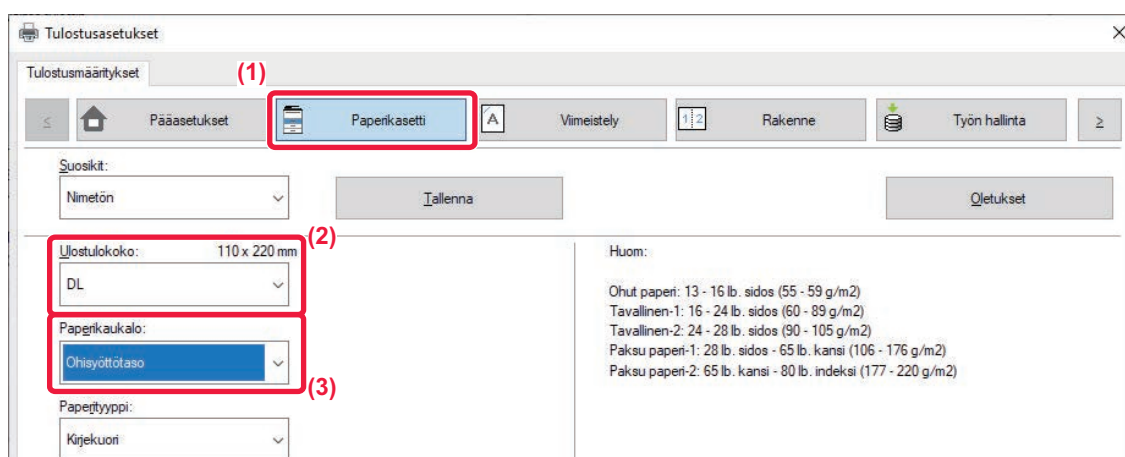 Tulostusasetukset
Tulostusmääritykset
(1)
≤ Pääasetukset Paperikasetti A Viimeistely 1 2 Rakenne Työn hallinta ≥
Suosikit:
Nimetön
Tallenna
Oletukset
(2)
Ulostulokoko: 110 x 220 mm
DL
Paperikaukalo:
Ohisyöttötaso
(3)
Paperityyppi:
Kirjekuori
Huom:
Ohut paperi: 13 - 16 lb. sidos (55 - 59 g/m2)
Tavallinen-1: 16 - 24 lb. sidos (60 - 89 g/m2)
Tavallinen-2: 24 - 28 lb. sidos (90 - 105 g/m2)
Paksu paperi-1: 28 lb. sidos - 65 lb. kansi (106 - 176 g/m2)
Paksu paperi-2: 65 lb. kansi - 80 lb. indeksi (177 - 220 g/m2)